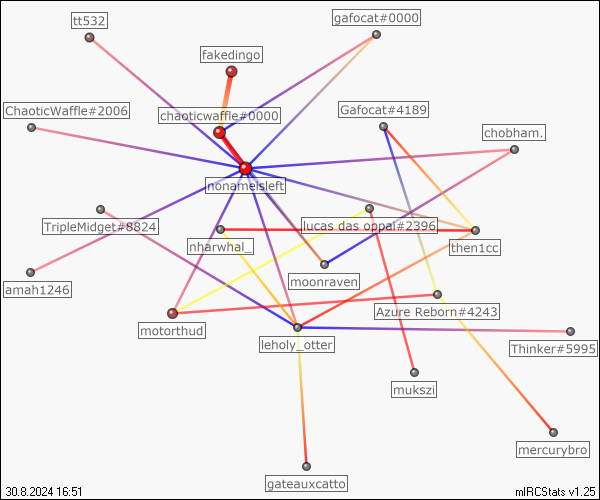 tt532
gafocat#0000
fakedingo
ChaoticWaffle#2006
chaoticwaffle#0000
Gafocat#4189
chobham.
nonameisleft
TripleMidget#8824
nharwhal_
lucas das oppai#2396
then1cc
amah1246
moonraven
motorthud
Azure Reborn#4243
leholy_otter
Thinker#5995
mukszi
mercurybro
gateauxcatto
30.8.2024 16:51
mIRCStats v1.25